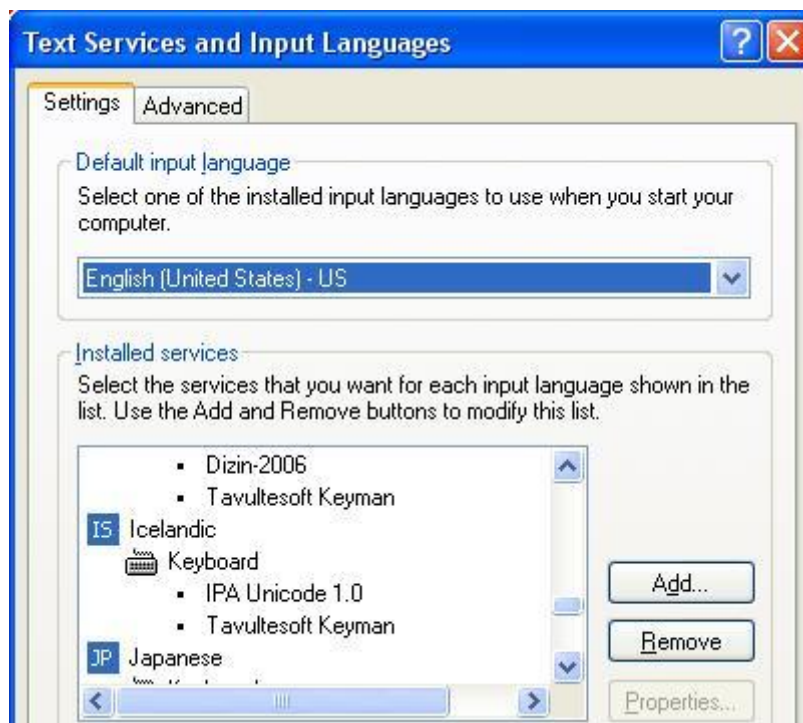 Text Services and Input Languages
Settings
Advanced
Default input language
Select one of the installed input languages to use when you start your
computer.
English (United States) - US
Installed services
Select the services that you want for each input language shown in the
list. Use the Add and Remove buttons to modify this list.
▪ Dizin-2006
▪ Tavultesoft Keyman
IS Icelandic
Keyboard
▪ IPA Unicode 1.0
▪ Tavultesoft Keyman
JP Japanese
Add...
Remove
Properties...